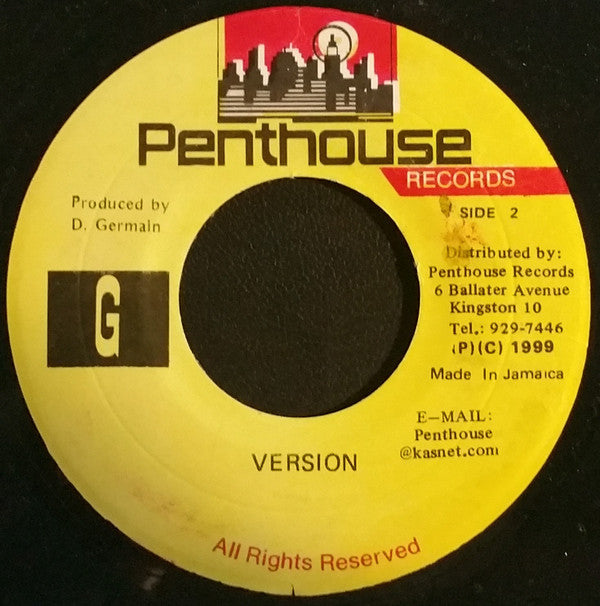 Penthouse
RECORDS
Produced by
D. Germain
G
SIDE 2
Distributed by:
Penthouse Records
6 Ballater Avenue
Kingston 10
Tel.: 929-7446
(P)(C) 1999
Made In Jamaica
E-MAIL:
Penthouse
@kasnet.com
VERSION
All Rights Reserved